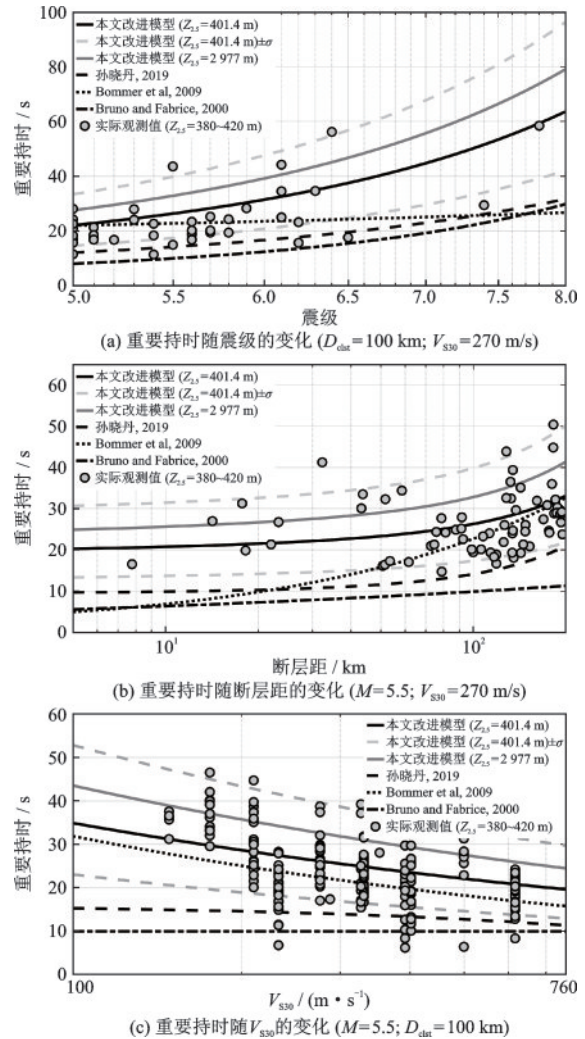 100
80
60
40
20
0
重要持时 / s
本文改进模型 (Z2.5=401.4 m)
本文改进模型 (Z2.5=401.4 m)±σ
本文改进模型 (Z2.5=2 977 m)
孙晓丹, 2019
Bommer et al, 2009
Bruno and Fabrice, 2000
实际观测值 (Z2.5=380~420 m)
5.0 5.5 6.0 6.5 7.0 7.5 8.0
震级
(a) 重要持时随震级的变化 (Dclst=100 km; VS30=270 m/s)
60
50
40
30
20
10
0
重要持时 / s
本文改进模型 (Z2.5=401.4 m)
本文改进模型 (Z2.5=401.4 m)±σ
本文改进模型 (Z2.5=2 977 m)
孙晓丹, 2019
Bommer et al, 2009
Bruno and Fabrice, 2000
实际观测值 (Z2.5=380~420 m)
10¹ 10²
断层距 / km
(b) 重要持时随断层距的变化 (M=5.5; VS30=270 m/s)
60
50
40
30
20
10
0
重要持时 / s
本文改进模型 (Z2.5=401.4 m)
本文改进模型 (Z2.5=401.4 m)±σ
本文改进模型 (Z2.5=2 977 m)
孙晓丹, 2019
Bommer et al, 2009
Bruno and Fabrice, 2000
实际观测值 (Z2.5=380~420 m)
100 760
VS30 / (m·s⁻¹)
(c) 重要持时随VS30的变化 (M=5.5; Dclst=100 km)